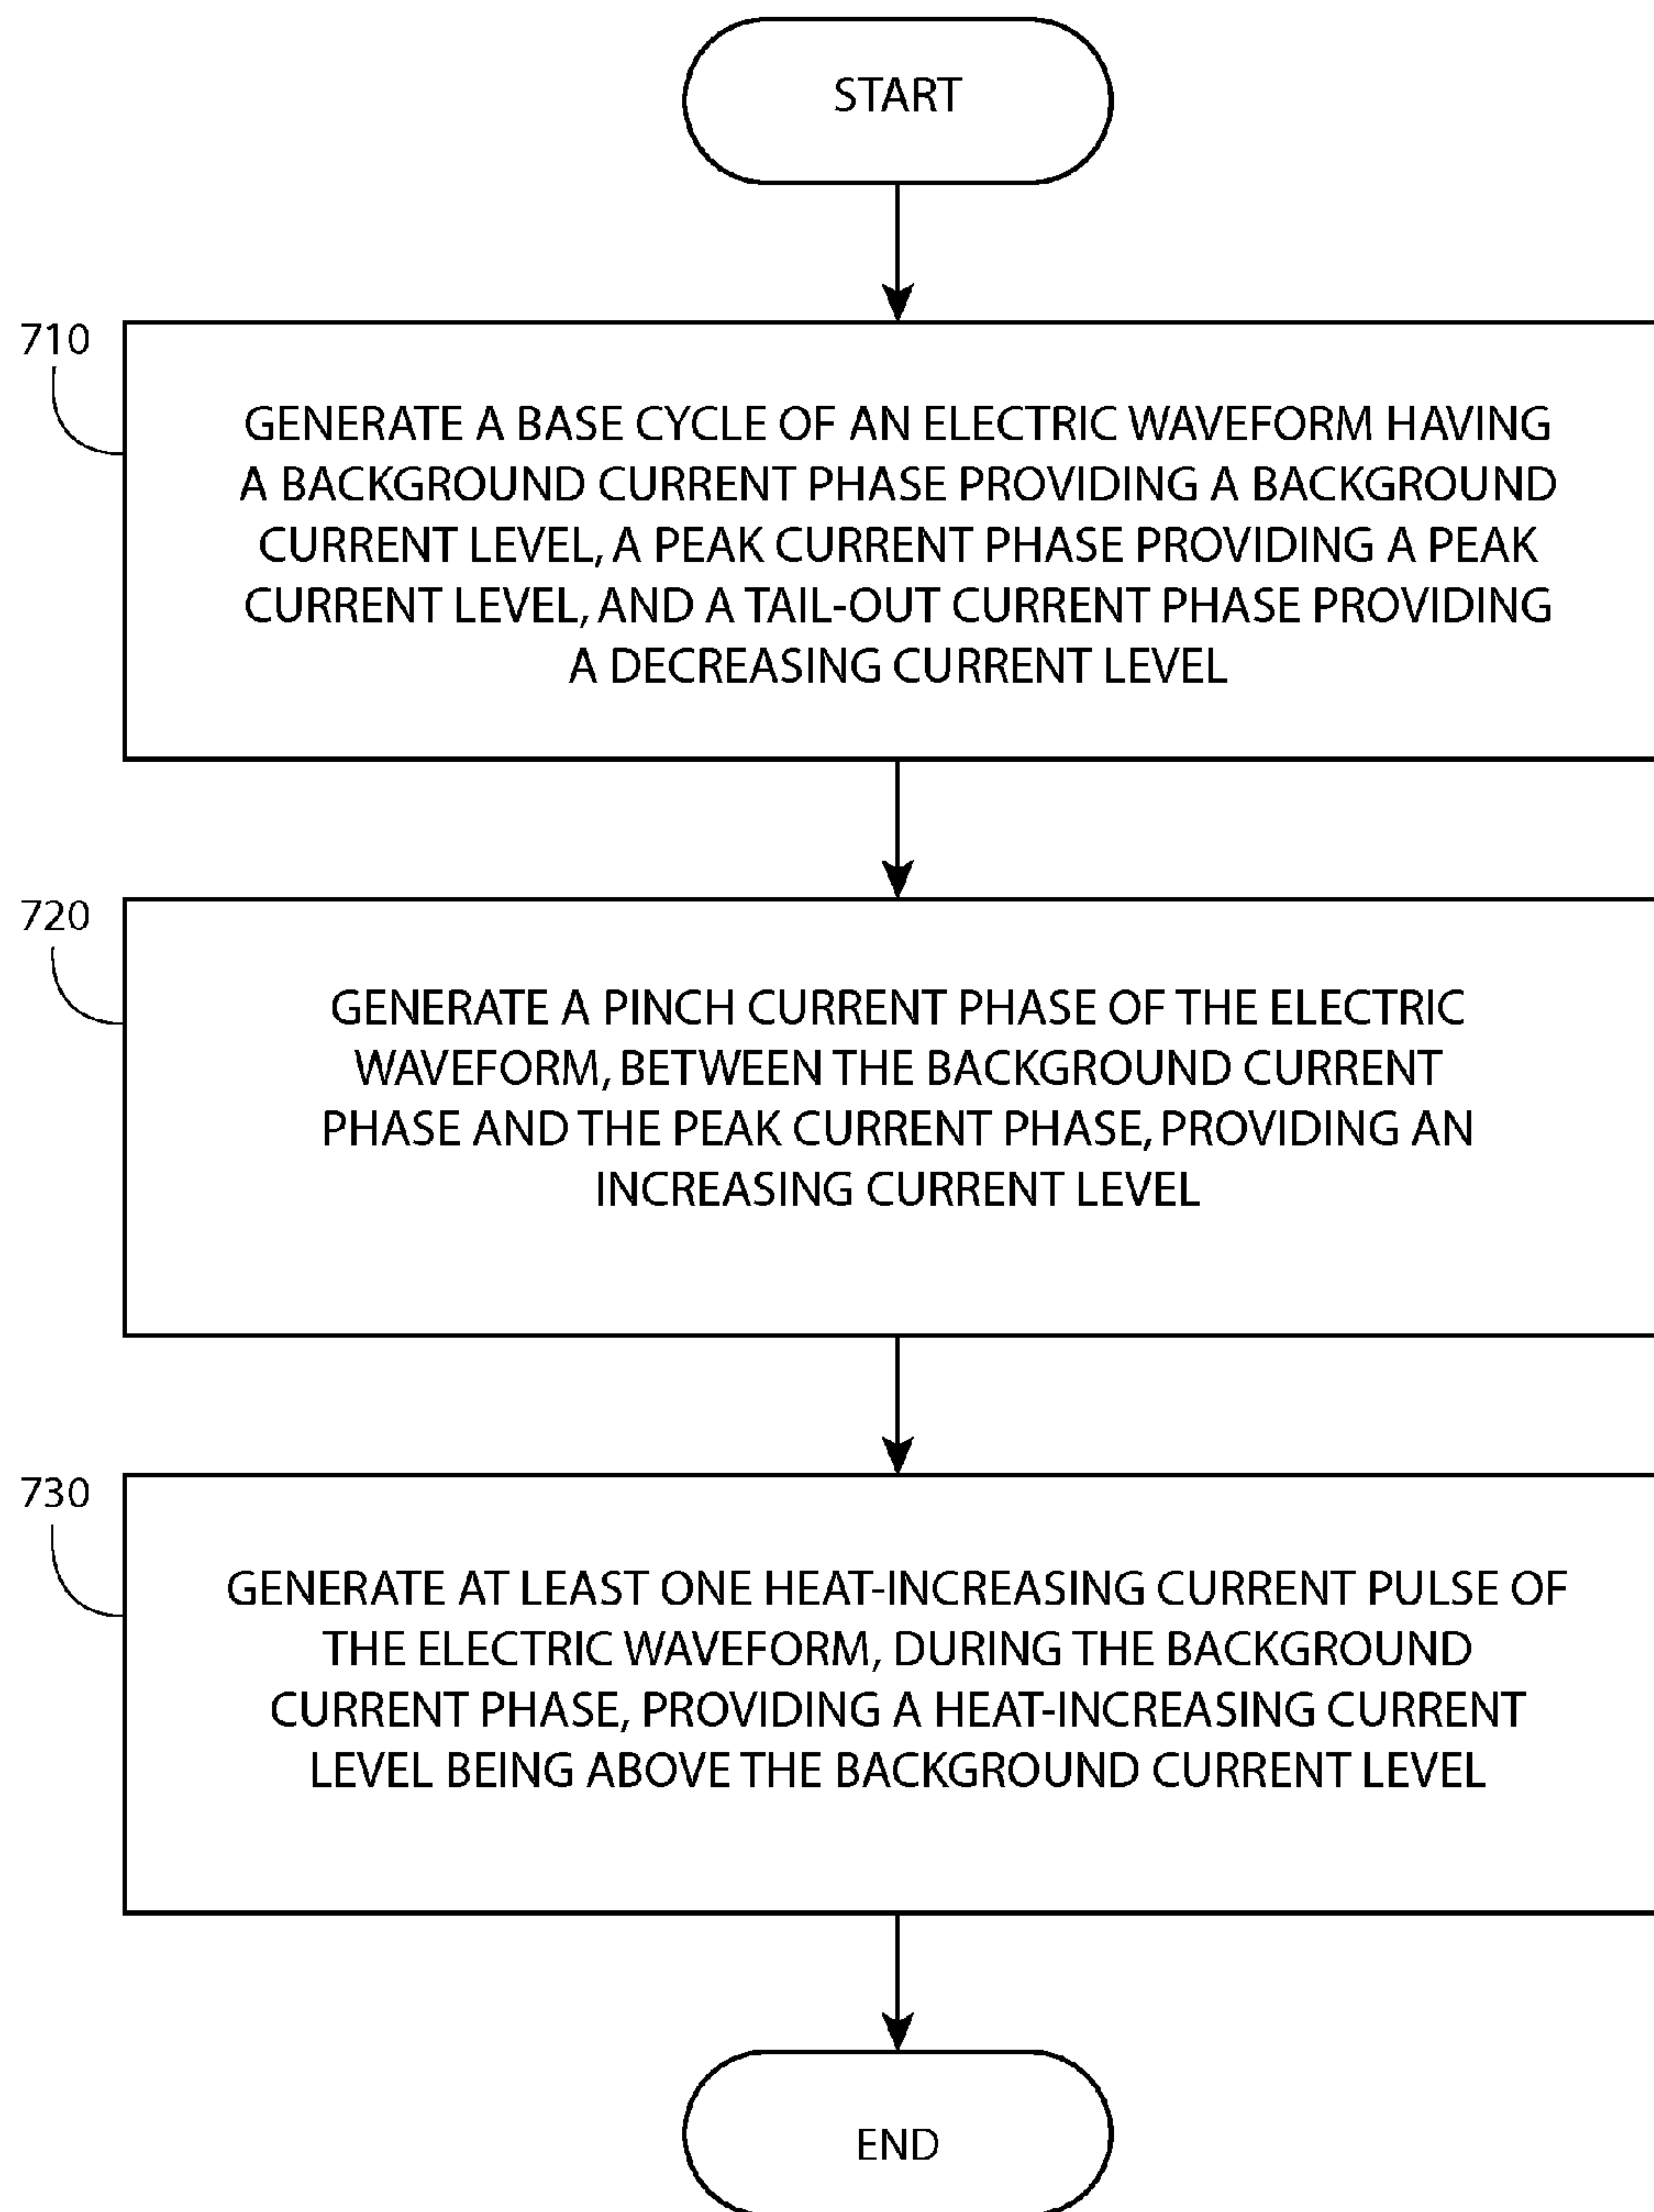 START
710
GENERATE A BASE CYCLE OF AN ELECTRIC WAVEFORM HAVING
A BACKGROUND CURRENT PHASE PROVIDING A BACKGROUND
CURRENT LEVEL, A PEAK CURRENT PHASE PROVIDING A PEAK
CURRENT LEVEL, AND A TAIL-OUT CURRENT PHASE PROVIDING
A DECREASING CURRENT LEVEL
720
GENERATE A PINCH CURRENT PHASE OF THE ELECTRIC
WAVEFORM, BETWEEN THE BACKGROUND CURRENT
PHASE AND THE PEAK CURRENT PHASE, PROVIDING AN
INCREASING CURRENT LEVEL
730
GENERATE AT LEAST ONE HEAT-INCREASING CURRENT PULSE OF
THE ELECTRIC WAVEFORM, DURING THE BACKGROUND
CURRENT PHASE, PROVIDING A HEAT-INCREASING CURRENT
LEVEL BEING ABOVE THE BACKGROUND CURRENT LEVEL
END